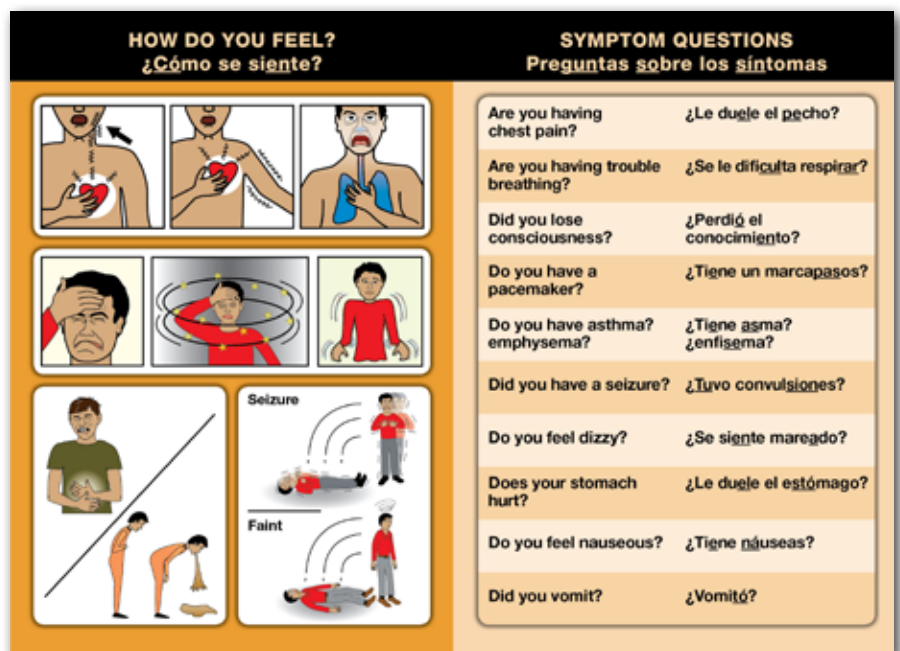 HOW DO YOU FEEL?
¿Cómo se siente?
Seizure
Faint
SYMPTOM QUESTIONS
Preguntas sobre los síntomas
Are you having
chest pain?
¿Le duele el pecho?
Are you having trouble
breathing?
¿Se le dificulta respirar?
Did you lose
consciousness?
¿Perdió el
conocimiento?
Do you have a
pacemaker?
¿Tiene un marcapasos?
Do you have asthma?
emphysema?
¿Tiene asma?
¿enfisema?
Did you have a seizure?
¿Tuvo convulsiones?
Do you feel dizzy?
¿Se siente mareado?
Does your stomach
hurt?
¿Le duele el estómago?
Do you feel nauseous?
¿Tiene náuseas?
Did you vomit?
¿Vomitó?